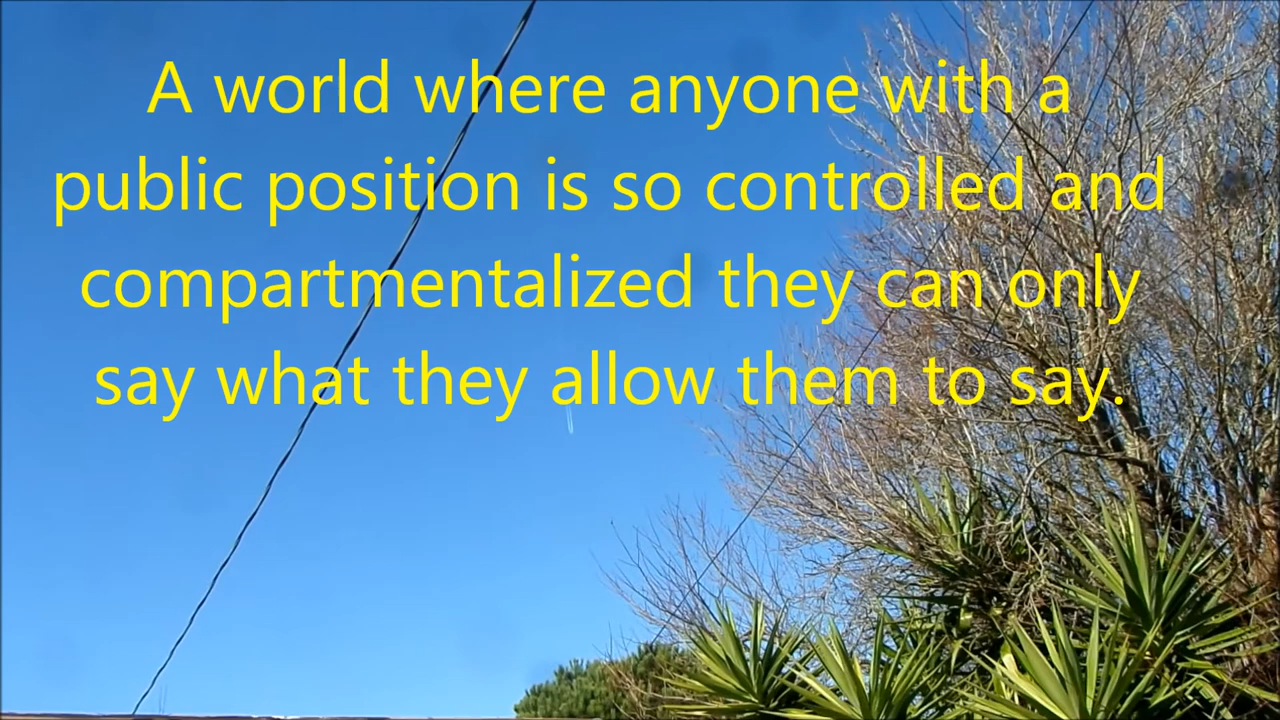 A world where anyone with a
public position is so controlled and
compartmentalized they can only
say what they allow them to say.